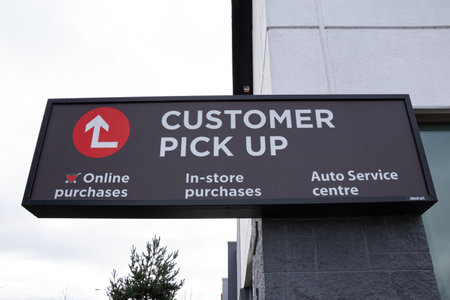 CUSTOMER
PICK UP
Online
purchases
In-store
purchases
Auto Service
centre